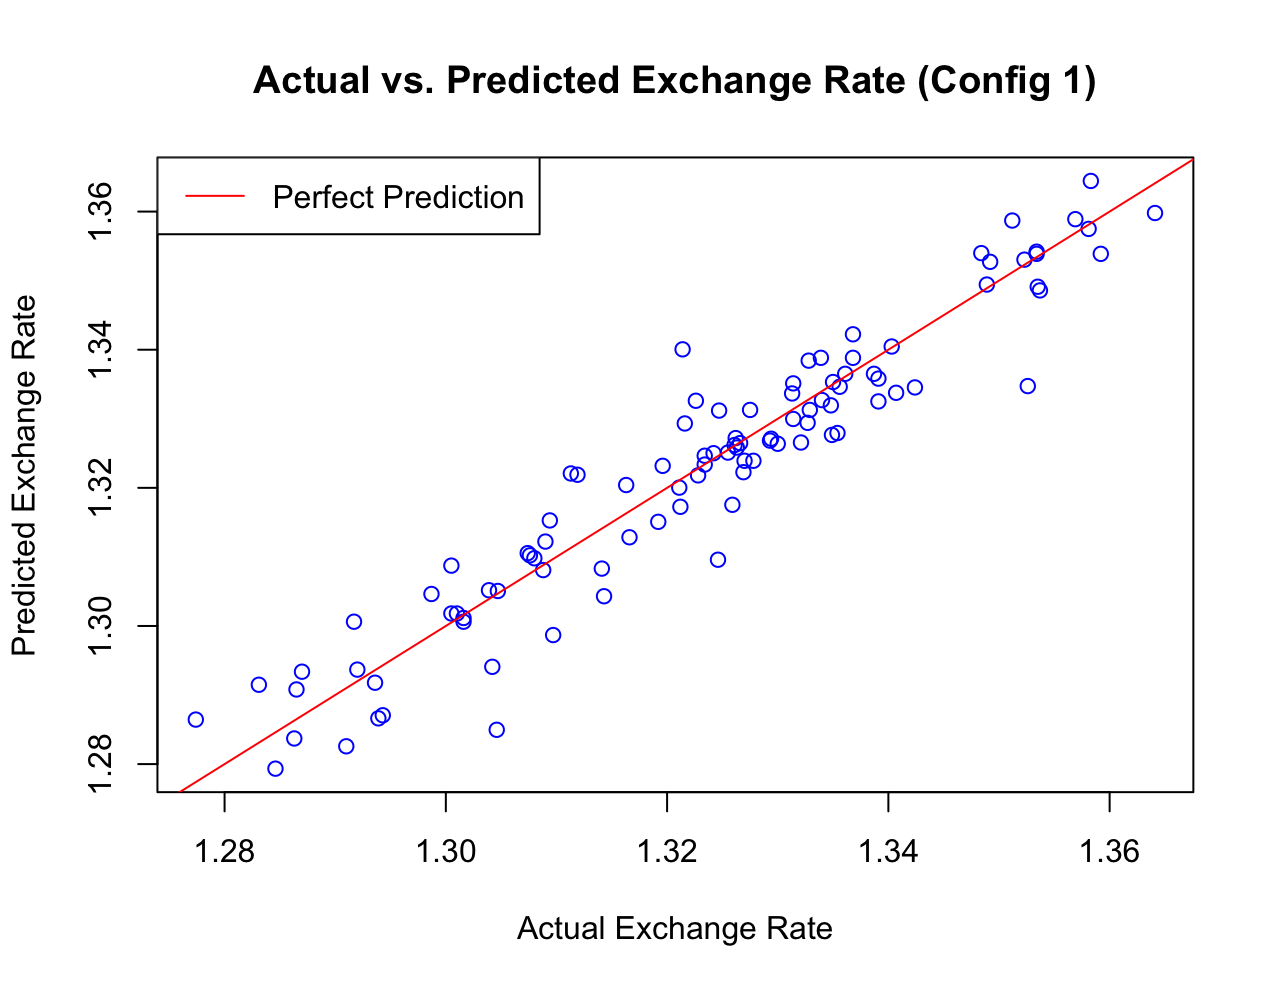 Actual vs. Predicted Exchange Rate (Config 1)
Perfect Prediction
Predicted Exchange Rate
1.36
1.34
1.32
1.30
1.28
1.28 1.30 1.32 1.34 1.36
Actual Exchange Rate